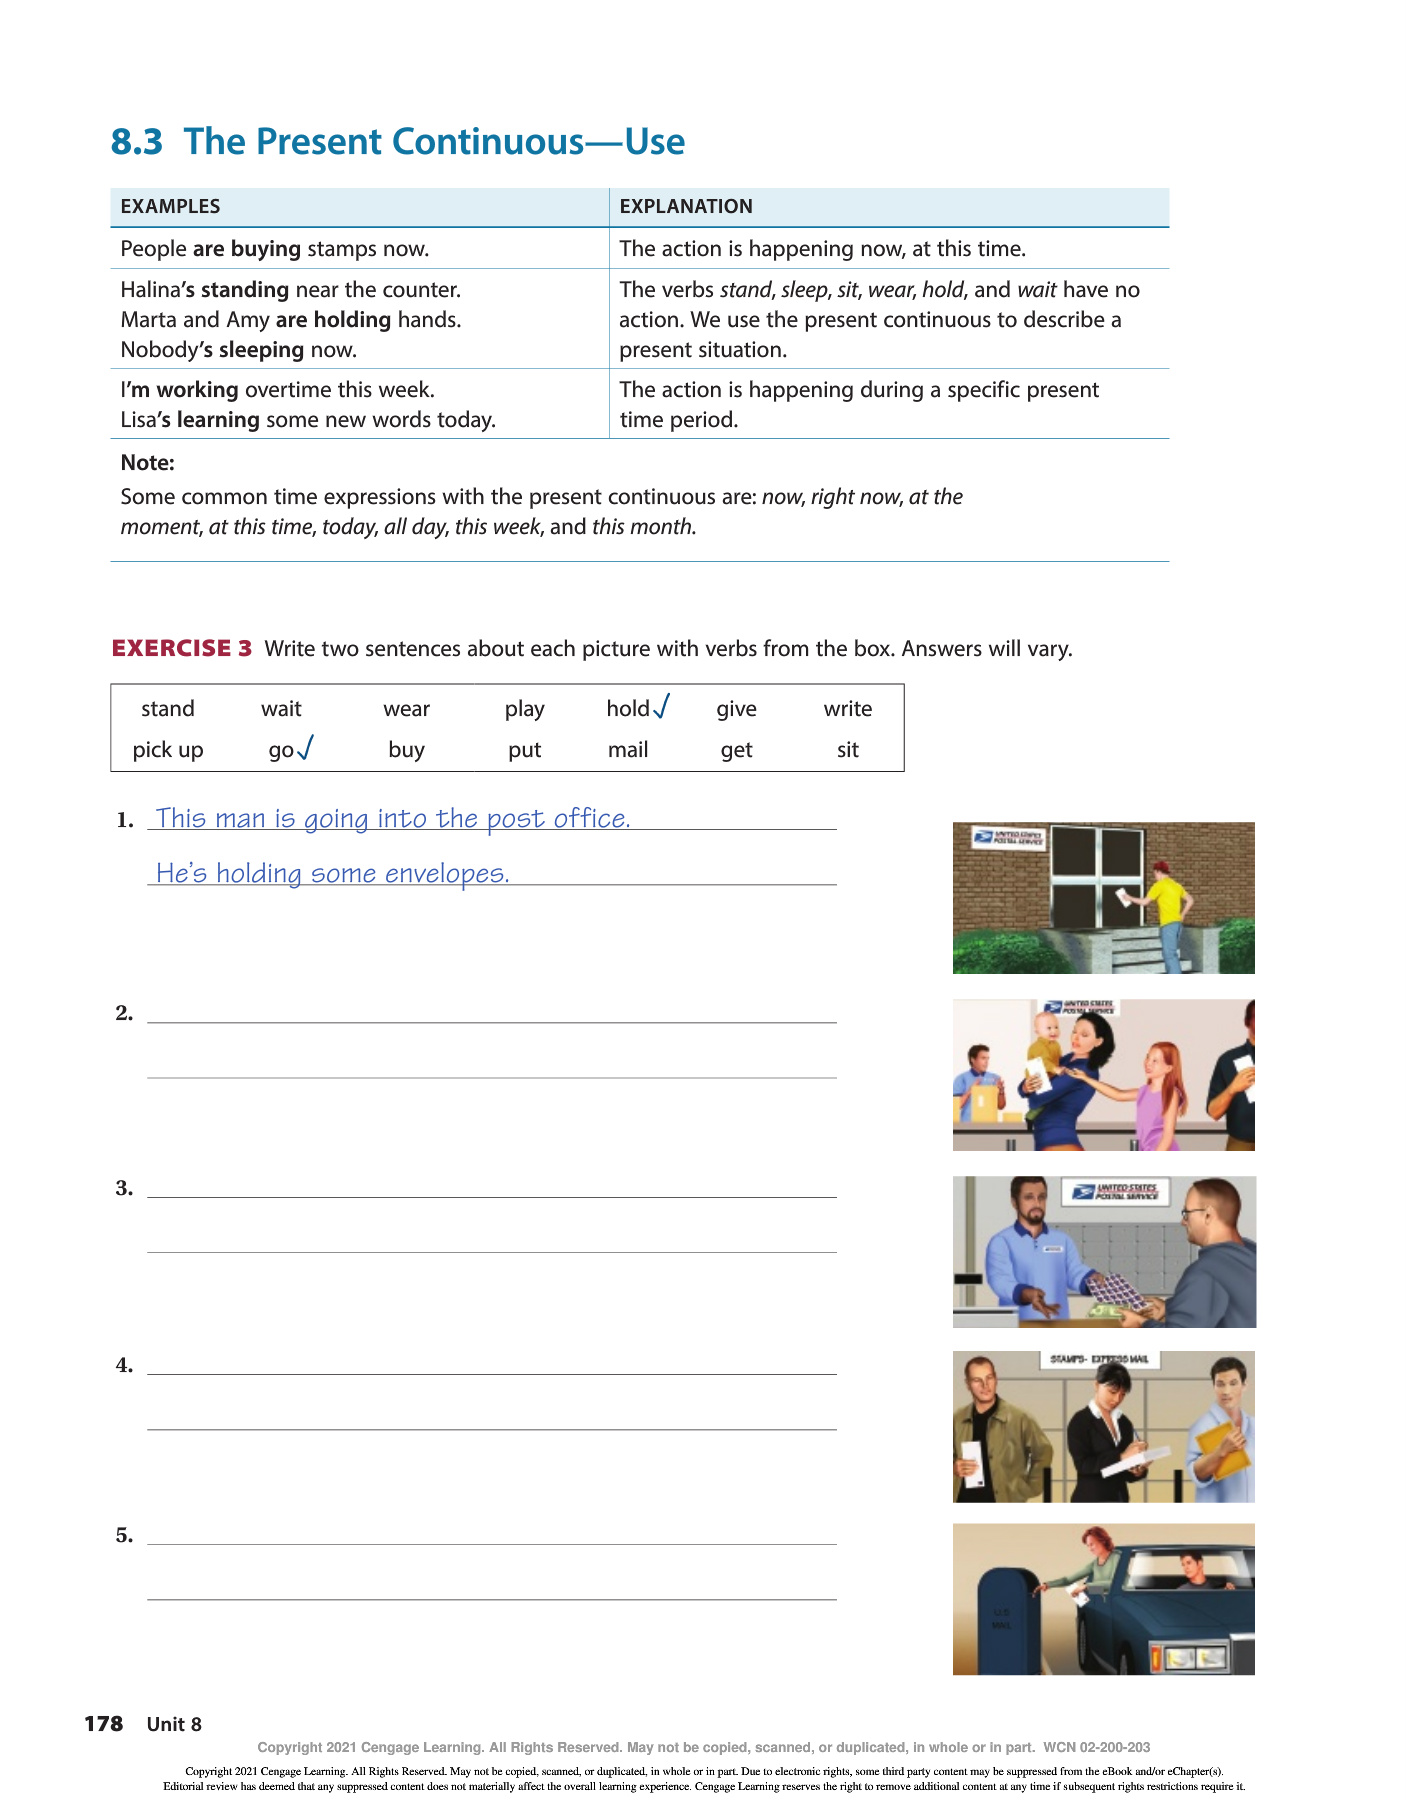 8.3 The Present Continuous—Use
EXAMPLES
EXPLANATION
People are buying stamps now.
The action is happening now, at this time.
Halina's standing near the counter.
Marta and Amy are holding hands.
Nobody's sleeping now.
The verbs stand, sleep, sit, wear, hold, and wait have no
action. We use the present continuous to describe a
present situation.
I'm working overtime this week.
Lisa's learning some new words today.
The action is happening during a specific present
time period.
Note:
Some common time expressions with the present continuous are: now, right now, at the
moment, at this time, today, all day, this week, and this month.
EXERCISE 3 Write two sentences about each picture with verbs from the box. Answers will vary.
stand wait wear play hold✓ give write
pick up go✓ buy put mail get sit
1. This man is going into the post office.
He's holding some envelopes.
UNITED STATES
POSTAL SERVICE
2.
UNITED STATES
POSTAL SERVICE
3.
UNITED STATES
POSTAL SERVICE
4.
STAMPS- EXPRESS MAIL
5.
U.S.
MAIL
178 Unit 8
Copyright 2021 Cengage Learning. All Rights Reserved. May not be copied, scanned, or duplicated, in whole or in part. WCN 02-200-203
Copyright 2021 Cengage Learning. All Rights Reserved. May not be copied, scanned, or duplicated, in whole or in part. Due to electronic rights, some third party content may be suppressed from the eBook and/or eChapter(s).
Editorial review has deemed that any suppressed content does not materially affect the overall learning experience. Cengage Learning reserves the right to remove additional content at any time if subsequent rights restrictions require it.